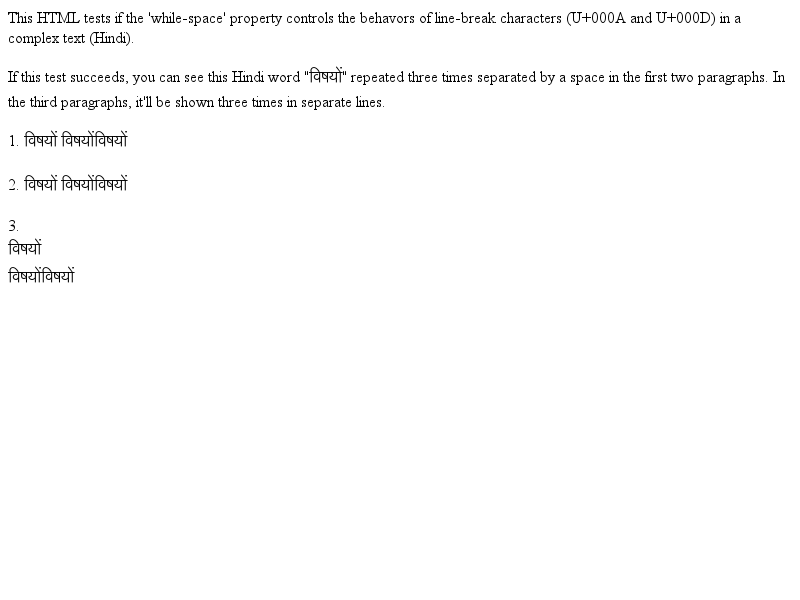 This HTML tests if the 'while-space' property controls the behavors of line-break characters (U+000A and U+000D) in a
complex text (Hindi).
If this test succeeds, you can see this Hindi word "विषयों" repeated three times separated by a space in the first two paragraphs. In
the third paragraphs, it'll be shown three times in separate lines.
1. विषयों विषयोंविषयों
2. विषयों विषयोंविषयों
3.
विषयों
विषयोंविषयों